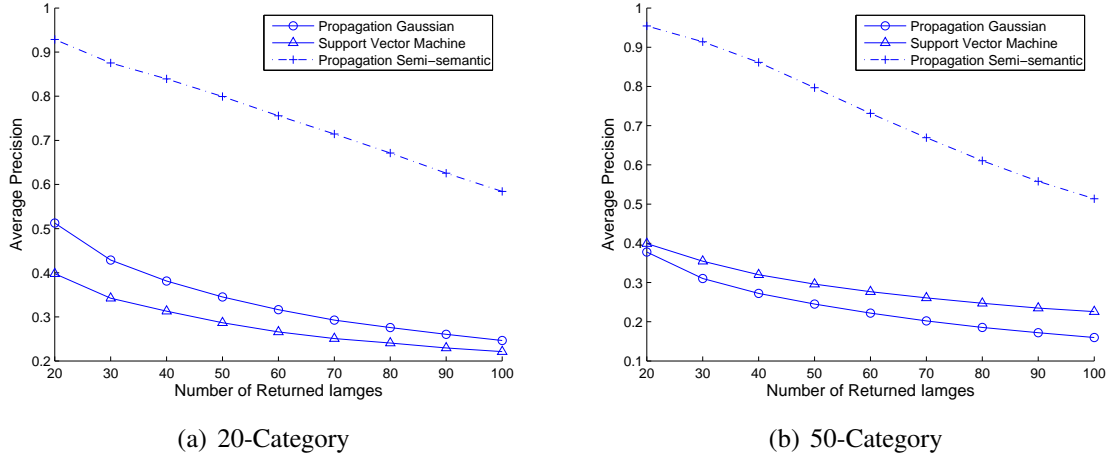 1
0.9
0.8
0.7
0.6
0.5
0.4
0.3
0.2
20 30 40 50 60 70 80 90 100
Average Precision
Number of Returned Iamges
Propagation Gaussian
Support Vector Machine
Propagation Semi−semantic
(a) 20-Category
1
0.9
0.8
0.7
0.6
0.5
0.4
0.3
0.2
0.1
20 30 40 50 60 70 80 90 100
Average Precision
Number of Returned Iamges
Propagation Gaussian
Support Vector Machine
Propagation Semi−semantic
(b) 50-Category